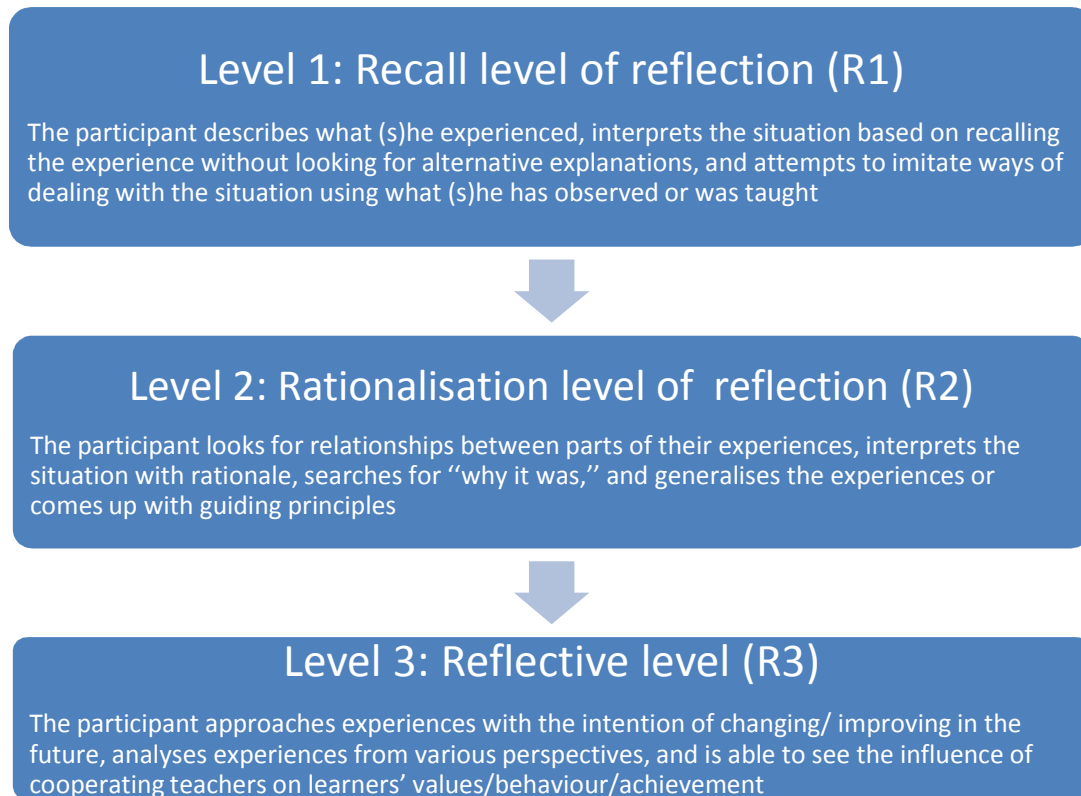 Level 1: Recall level of reflection (R1)
The participant describes what (s)he experienced, interprets the situation based on recalling
the experience without looking for alternative explanations, and attempts to imitate ways of
dealing with the situation using what (s)he has observed or was taught
Level 2: Rationalisation level of  reflection (R2)
The participant looks for relationships between parts of their experiences, interprets the
situation with rationale, searches for ‘‘why it was,’’ and generalises the experiences or
comes up with guiding principles
Level 3: Reflective level (R3)
The participant approaches experiences with the intention of changing/ improving in the
future, analyses experiences from various perspectives, and is able to see the influence of
cooperating teachers on learners’ values/behaviour/achievement